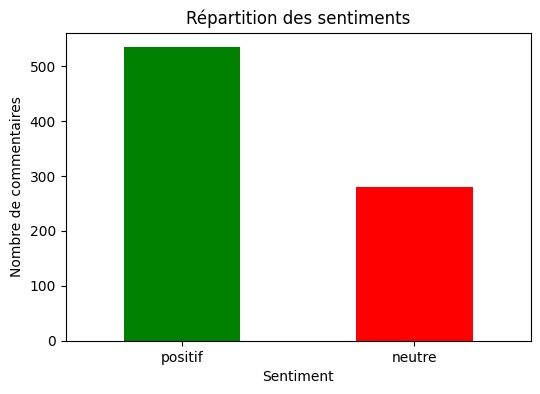 Répartition des sentiments
Nombre de commentaires
500
400
300
200
100
0
positif neutre
Sentiment